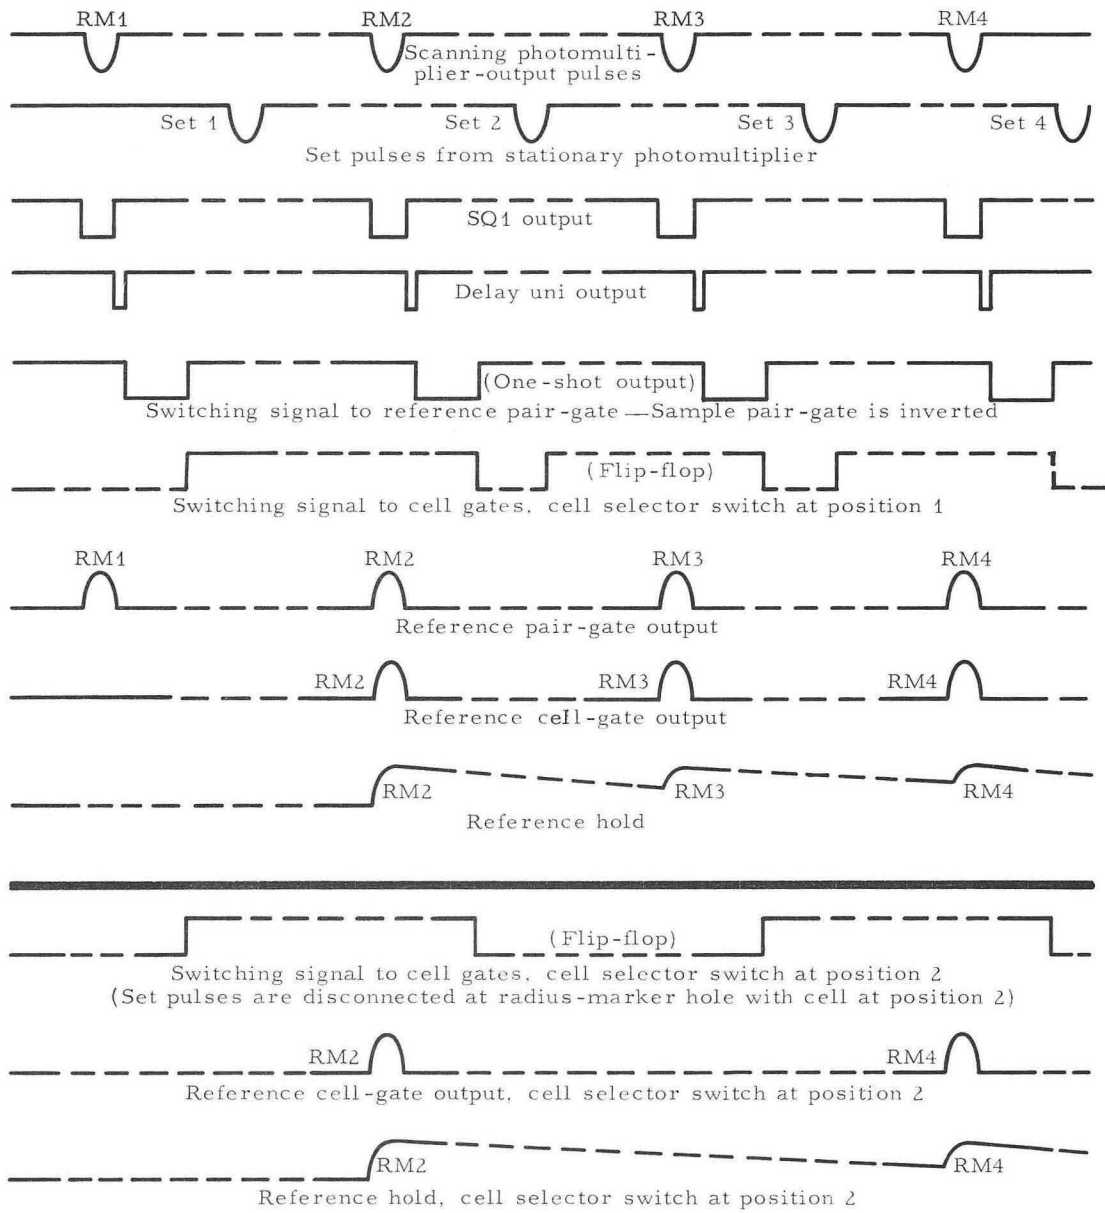 RM1 RM2 RM3 RM4
Scanning photomulti-
plier-output pulses
Set 1 Set 2 Set 3 Set 4
Set pulses from stationary photomultiplier
SQ1 output
Delay uni output
(One-shot output)
Switching signal to reference pair-gate — Sample pair-gate is inverted
(Flip-flop)
Switching signal to cell gates, cell selector switch at position 1
RM1 RM2 RM3 RM4
Reference pair-gate output
RM2 RM3 RM4
Reference cell-gate output
RM2 RM3 RM4
Reference hold
(Flip-flop)
Switching signal to cell gates, cell selector switch at position 2
(Set pulses are disconnected at radius-marker hole with cell at position 2)
RM2 RM4
Reference cell-gate output, cell selector switch at position 2
RM2 RM4
Reference hold, cell selector switch at position 2